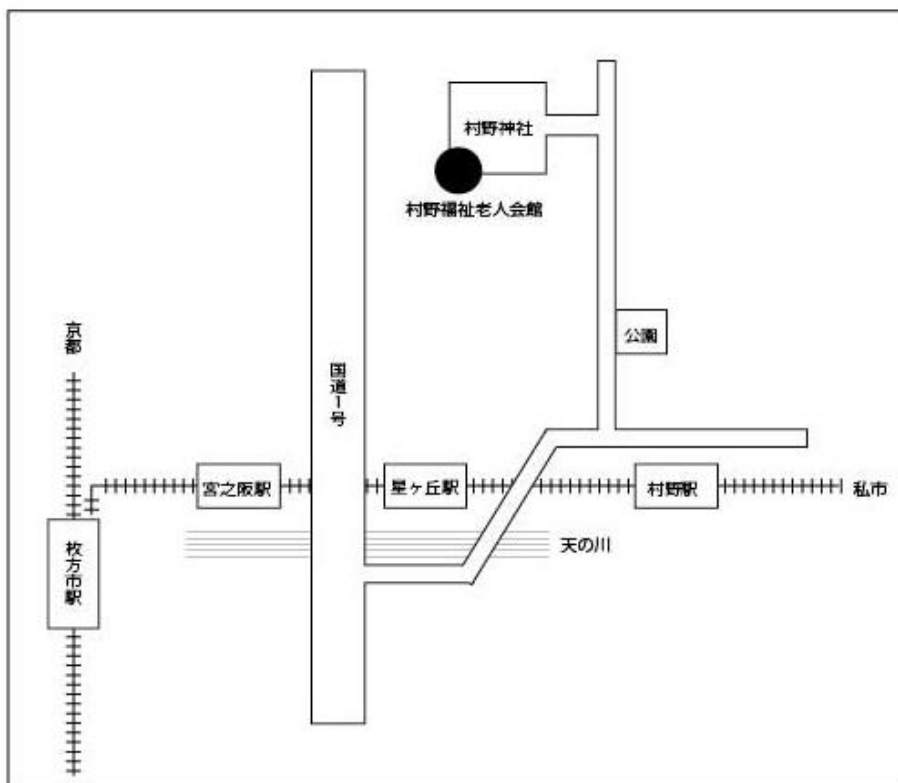 村野神社
村野福祉老人会館
京都
公園
国道1号
宮之阪駅
星ヶ丘駅
村野駅
私市
天の川
枚方市駅